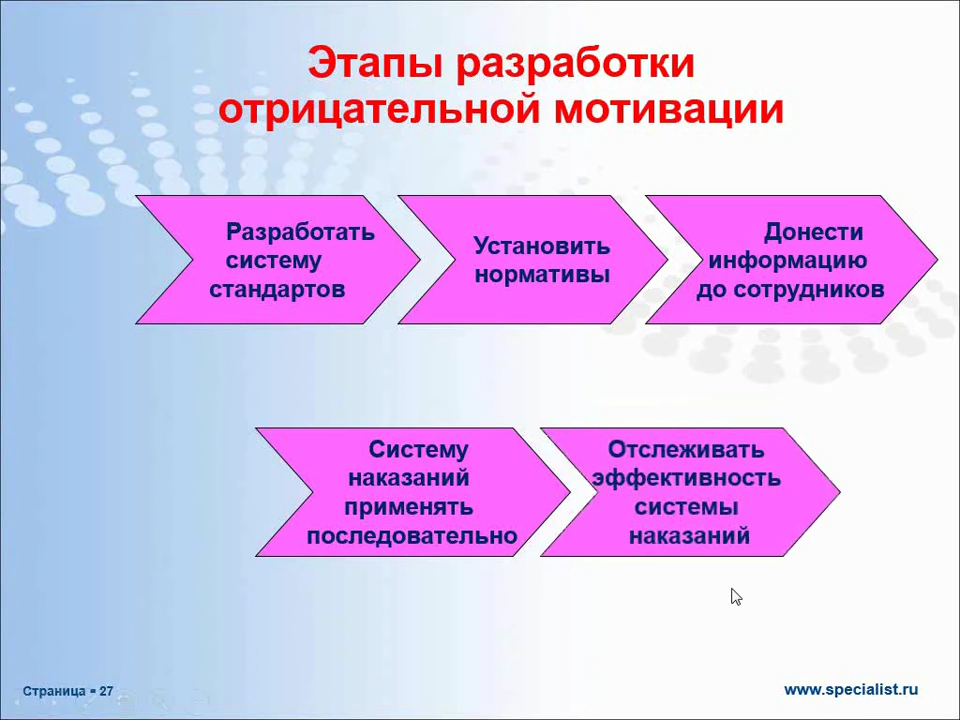 Этапы разработки
отрицательной мотивации
Разработать
систему
стандартов
Установить
нормативы
Донести
информацию
до сотрудников
Систему
наказаний
применять
последовательно
Отслеживать
эффективность
системы
наказаний
Страница ▪ 27
www.specialist.ru